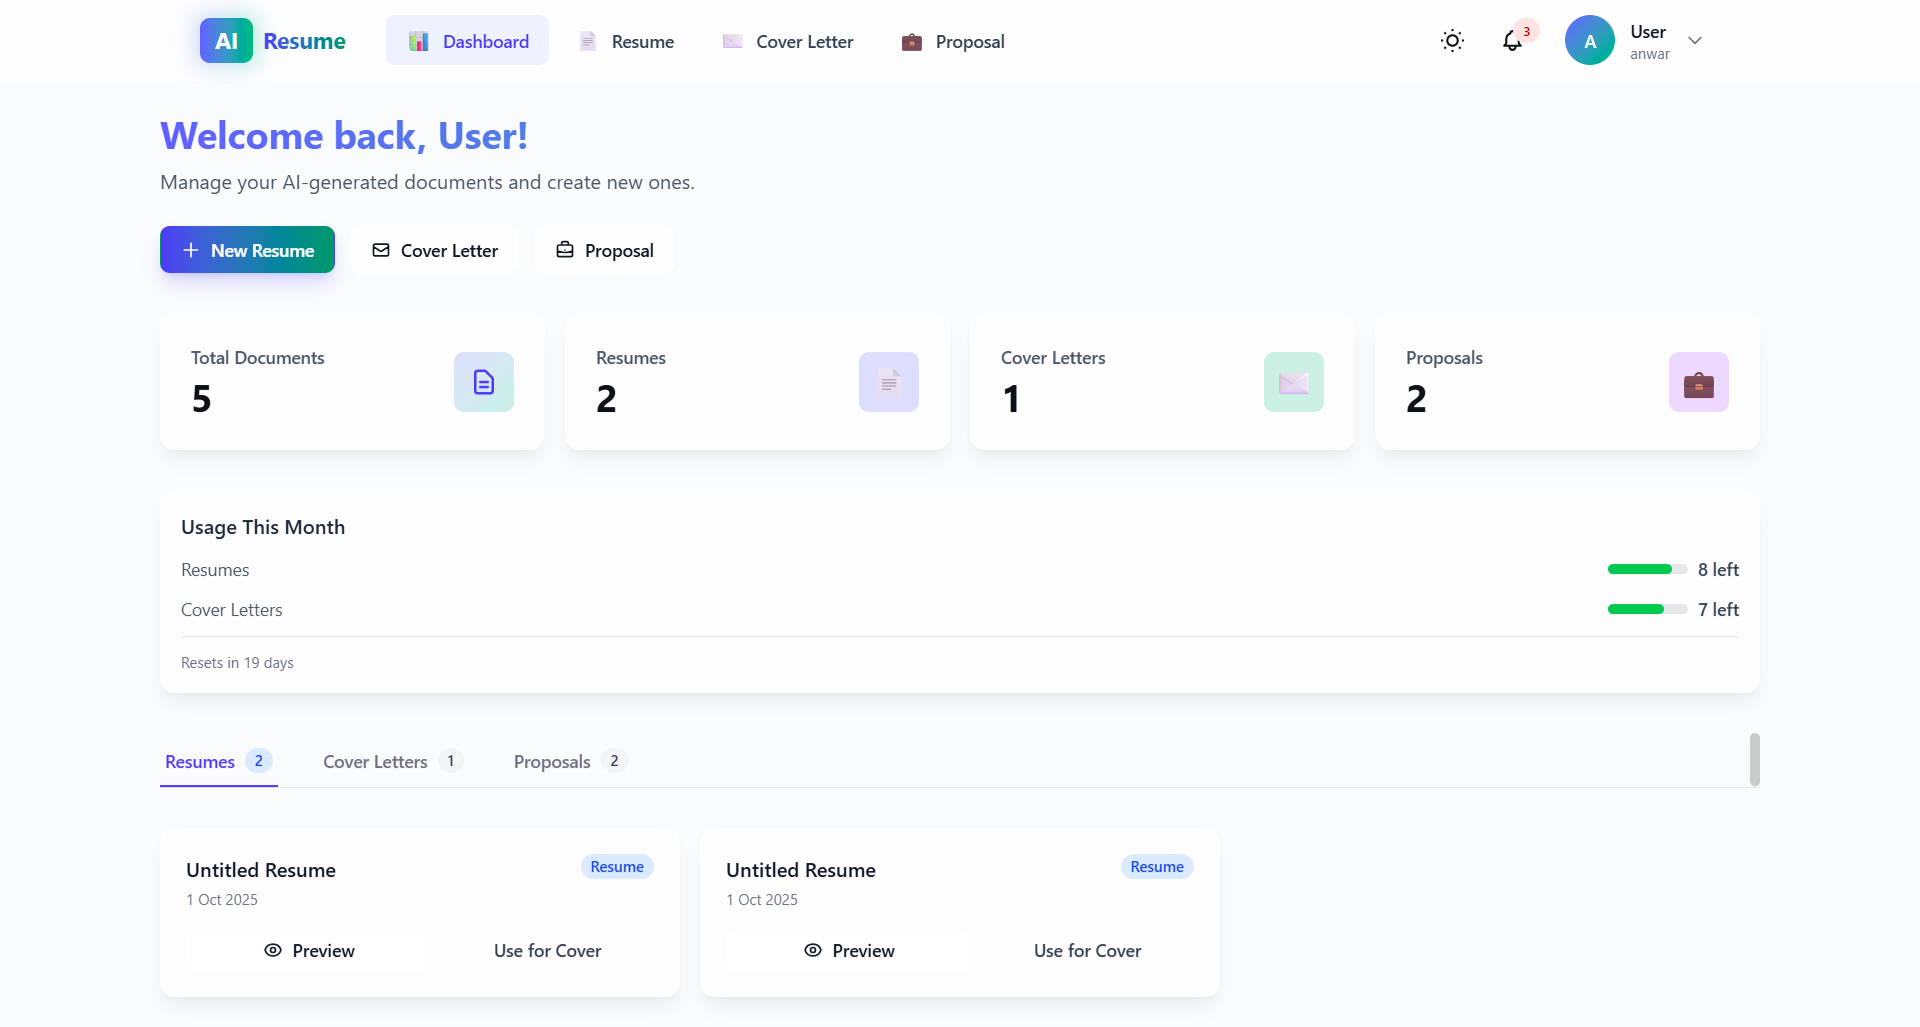 AI Resume Dashboard Resume Cover Letter Proposal 3 A User
anwar
Welcome back, User!
Manage your AI-generated documents and create new ones.
New Resume Cover Letter Proposal
Total Documents
5
Resumes
2
Cover Letters
1
Proposals
2
Usage This Month
Resumes 8 left
Cover Letters 7 left
Resets in 19 days
Resumes 2 Cover Letters 1 Proposals 2
Untitled Resume Resume
1 Oct 2025
Preview Use for Cover
Untitled Resume Resume
1 Oct 2025
Preview Use for Cover